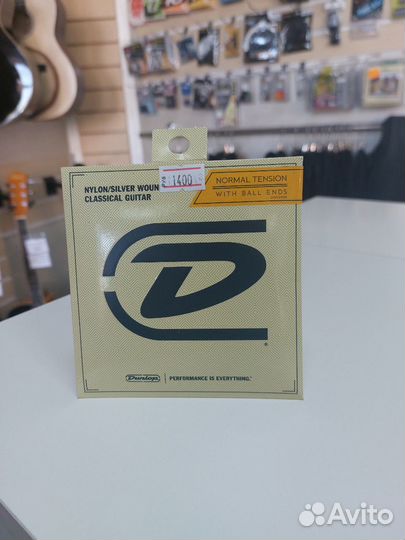 NYLON/SILVER WOUN
CLASSICAL GUITAR
1400
NORMAL TENSION
WITH BALL ENDS
Dunlop
PERFORMANCE IS EVERYTHING.
Avito